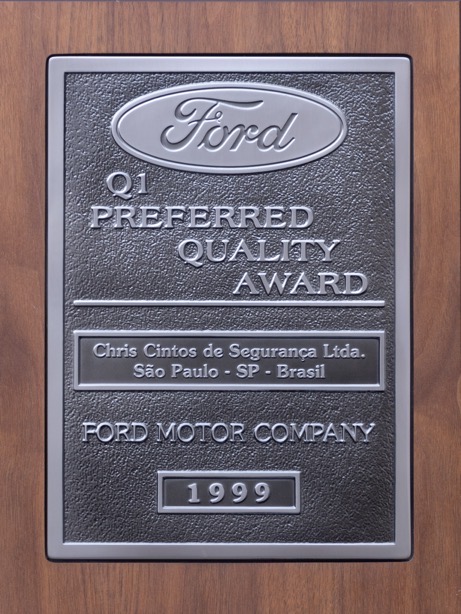 Ford
Q1
PREFERRED
QUALITY
AWARD
Chris Cintos de Segurança Ltda.
São Paulo - SP - Brasil
FORD MOTOR COMPANY
1999